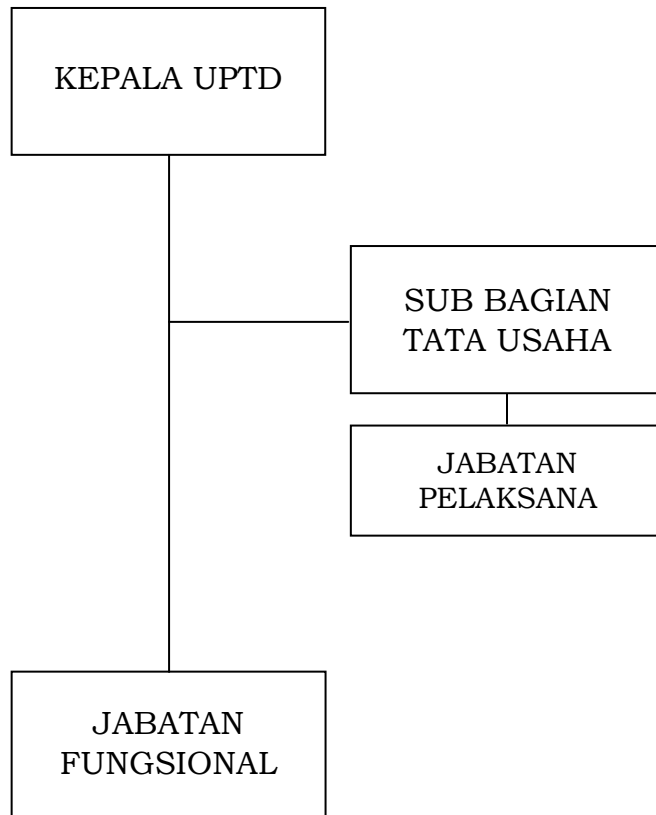 KEPALA UPTD
SUB BAGIAN
TATA USAHA
JABATAN
PELAKSANA
JABATAN
FUNGSIONAL